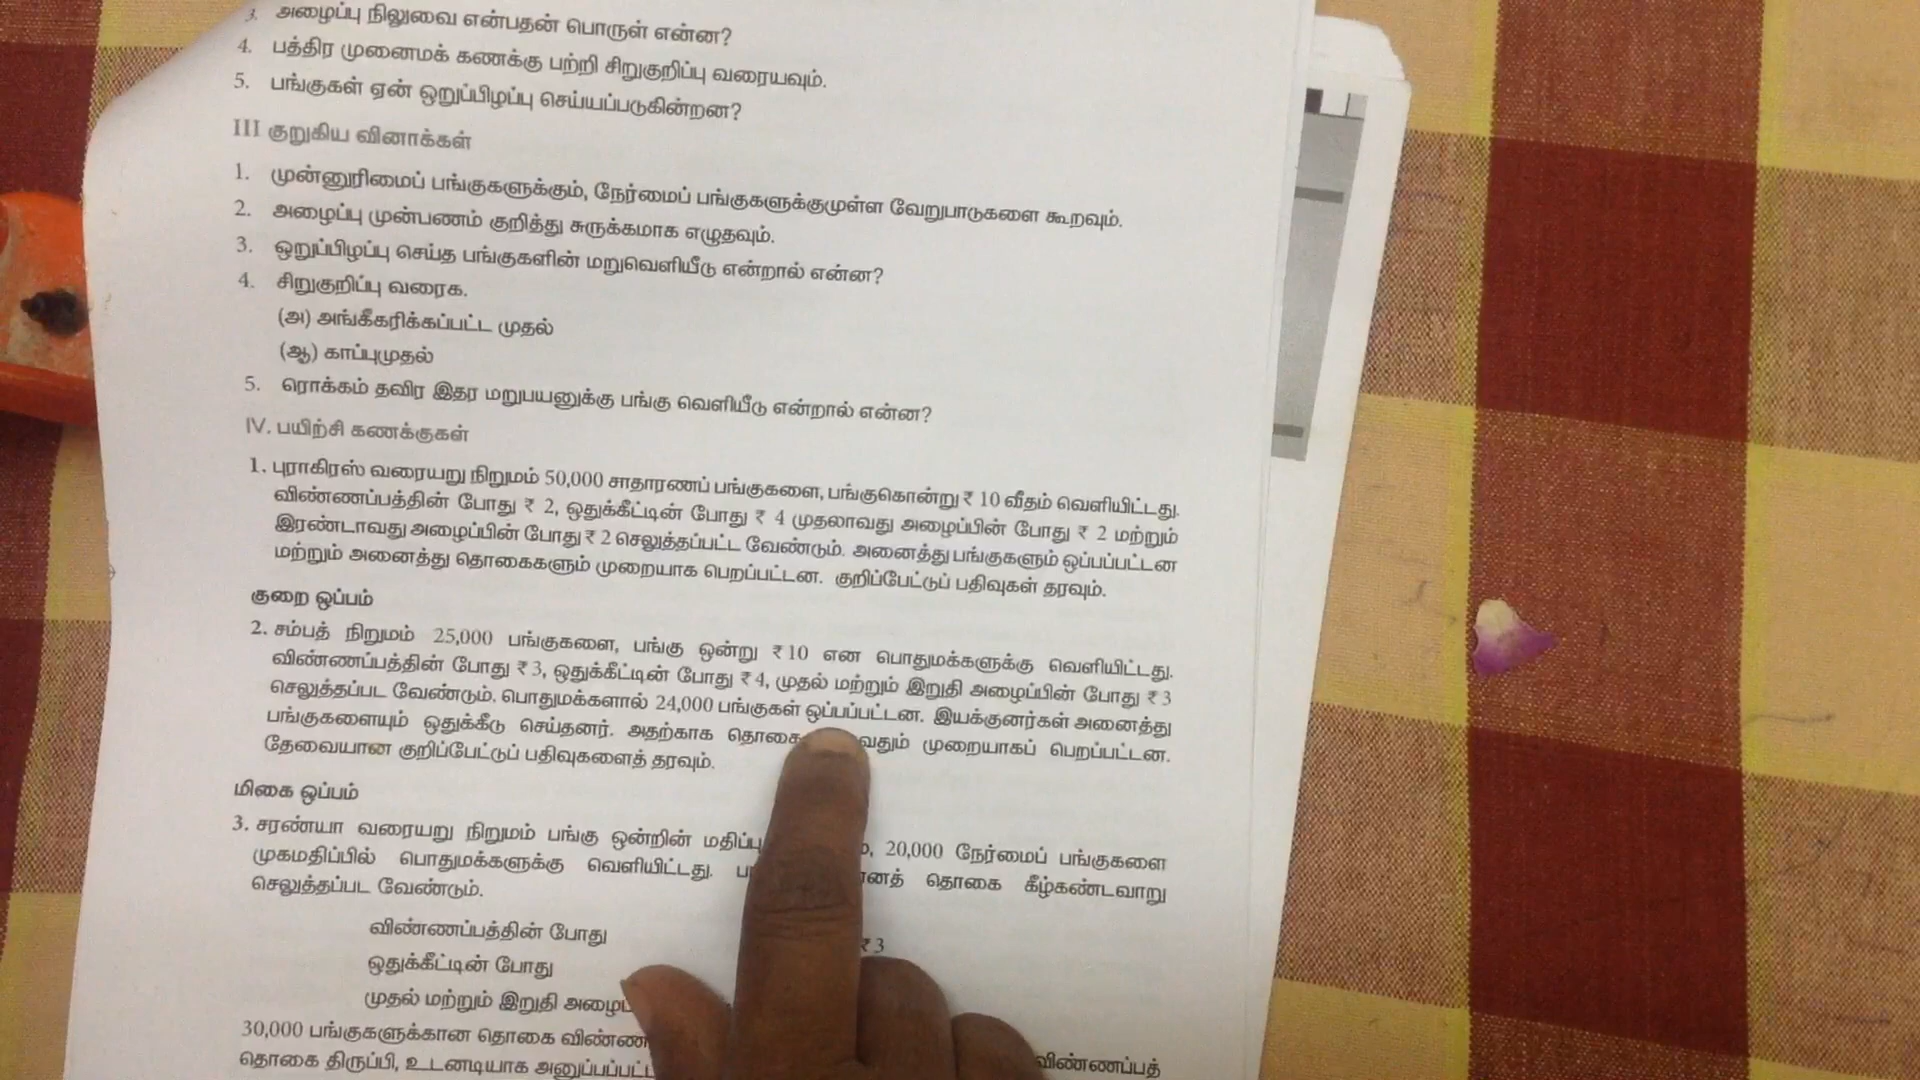 3. அழைப்பு நிலுவை என்பதன் பொருள் என்ன?
4. பத்திர முனைமக் கணக்கு பற்றி சிறுகுறிப்பு வரையவும்.
5. பங்குகள் ஏன் ஒறுப்பிழப்பு செய்யப்படுகின்றன?
III குறுகிய வினாக்கள்
1. முன்னுரிமைப் பங்குகளுக்கும், நேர்மைப் பங்குகளுக்குமுள்ள வேறுபாடுகளை கூறவும்.
2. அழைப்பு முன்பணம் குறித்து சுருக்கமாக எழுதவும்.
3. ஒறுப்பிழப்பு செய்த பங்குகளின் மறுவெளியீடு என்றால் என்ன?
4. சிறுகுறிப்பு வரைக.
(அ) அங்கீகரிக்கப்பட்ட முதல்
(ஆ) காப்புமுதல்
5. ரொக்கம் தவிர இதர மறுபயனுக்கு பங்கு வெளியீடு என்றால் என்ன?
IV. பயிற்சி கணக்குகள்
1. புராகிரஸ் வரையறு நிறுமம் 50,000 சாதாரணப் பங்குகளை, பங்குகொன்று ₹ 10 வீதம் வெளியிட்டது.
விண்ணப்பத்தின் போது ₹ 2, ஒதுக்கீட்டின் போது ₹ 4 முதலாவது அழைப்பின் போது ₹ 2 மற்றும்
இரண்டாவது அழைப்பின் போது ₹ 2 செலுத்தப்பட்ட வேண்டும். அனைத்து பங்குகளும் ஒப்பப்பட்டன
மற்றும் அனைத்து தொகைகளும் முறையாக பெறப்பட்டன. குறிப்பேட்டுப் பதிவுகள் தரவும்.
குறை ஒப்பம்
2. சம்பத் நிறுமம் 25,000 பங்குகளை, பங்கு ஒன்று ₹10 என பொதுமக்களுக்கு வெளியிட்டது.
விண்ணப்பத்தின் போது ₹ 3, ஒதுக்கீட்டின் போது ₹ 4, முதல் மற்றும் இறுதி அழைப்பின் போது ₹ 3
செலுத்தப்பட வேண்டும். பொதுமக்களால் 24,000 பங்குகள் ஒப்பப்பட்டன. இயக்குனர்கள் அனைத்து
பங்குகளையும் ஒதுக்கீடு செய்தனர். அதற்காக தொகை வதும் முறையாகப் பெறப்பட்டன.
தேவையான குறிப்பேட்டுப் பதிவுகளைத் தரவும்.
மிகை ஒப்பம்
3. சரண்யா வரையறு நிறுமம் பங்கு ஒன்றின் மதிப்பு 20,000 நேர்மைப் பங்குகளை
முகமதிப்பில் பொதுமக்களுக்கு வெளியிட்டது. தொகை கீழ்கண்டவாறு
செலுத்தப்பட வேண்டும்.
விண்ணப்பத்தின் போது ₹ 3
ஒதுக்கீட்டின் போது
முதல் மற்றும் இறுதி
30,000 பங்குகளுக்கான தொகை
தொகை திருப்பி, உடனடியாக விண்ணப்பத்